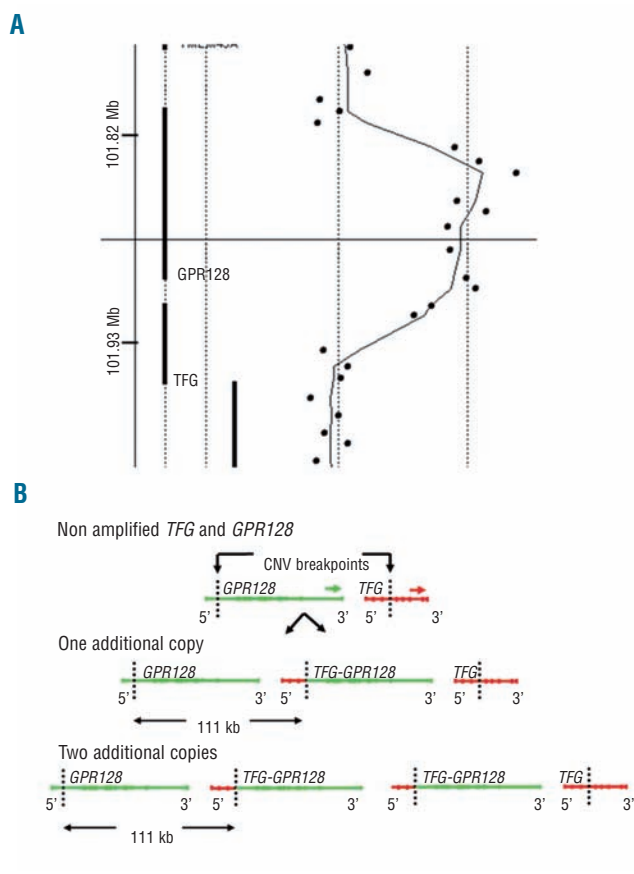 A
101.82 Mb
GPR128
101.93 Mb
TFG
B
Non amplified TFG and GPR128
CNV breakpoints
GPR128 TFG
5’ 3’ 5’ 3’
One additional copy
GPR128 TFG-GPR128 TFG
5’ 3’ 5’ 3’ 5’ 3’
111 kb
Two additional copies
GPR128 TFG-GPR128 TFG-GPR128 TFG
5’ 3’ 5’ 3’ 5’ 3’ 5’ 3’
111 kb